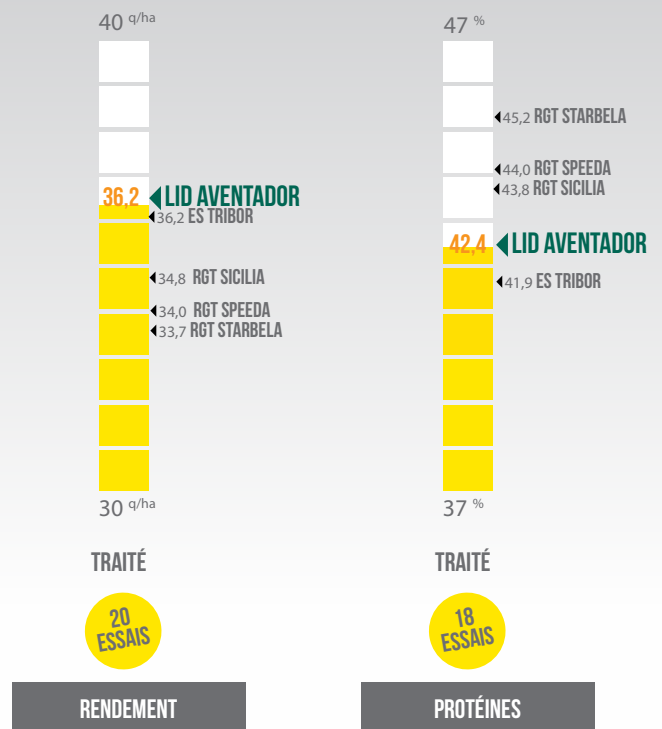 40 q/ha
36,2 LID AVENTADOR
36,2 ES TRIBOR
34,8 RGT SICILIA
34,0 RGT SPEEDA
33,7 RGT STARBELA
30 q/ha
TRAITÉ
20
ESSAIS
RENDEMENT
47 %
45,2 RGT STARBELA
44,0 RGT SPEEDA
43,8 RGT SICILIA
42,4 LID AVENTADOR
41,9 ES TRIBOR
37 %
TRAITÉ
18
ESSAIS
PROTÉINES